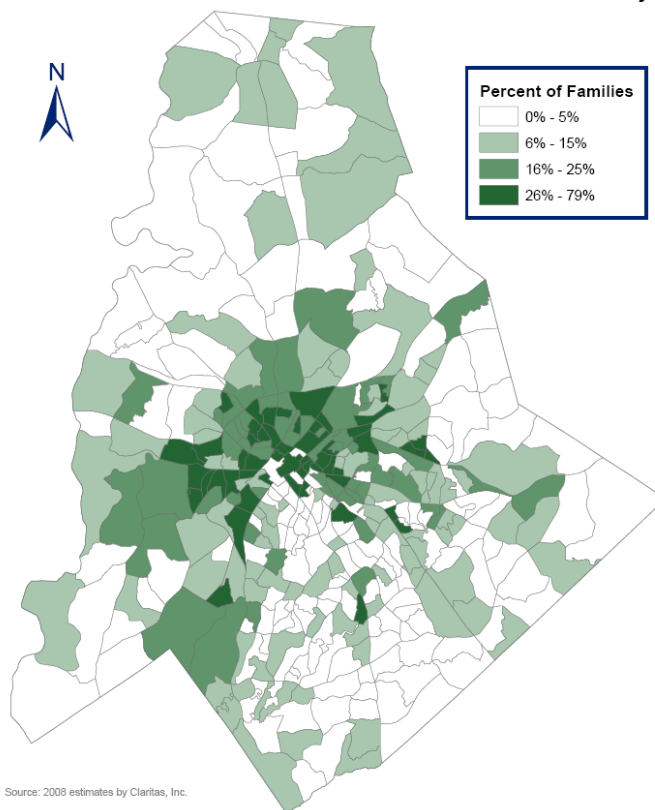 N
Percent of Families
0% - 5%
6% - 15%
16% - 25%
26% - 79%
Source: 2008 estimates by Claritas, Inc.